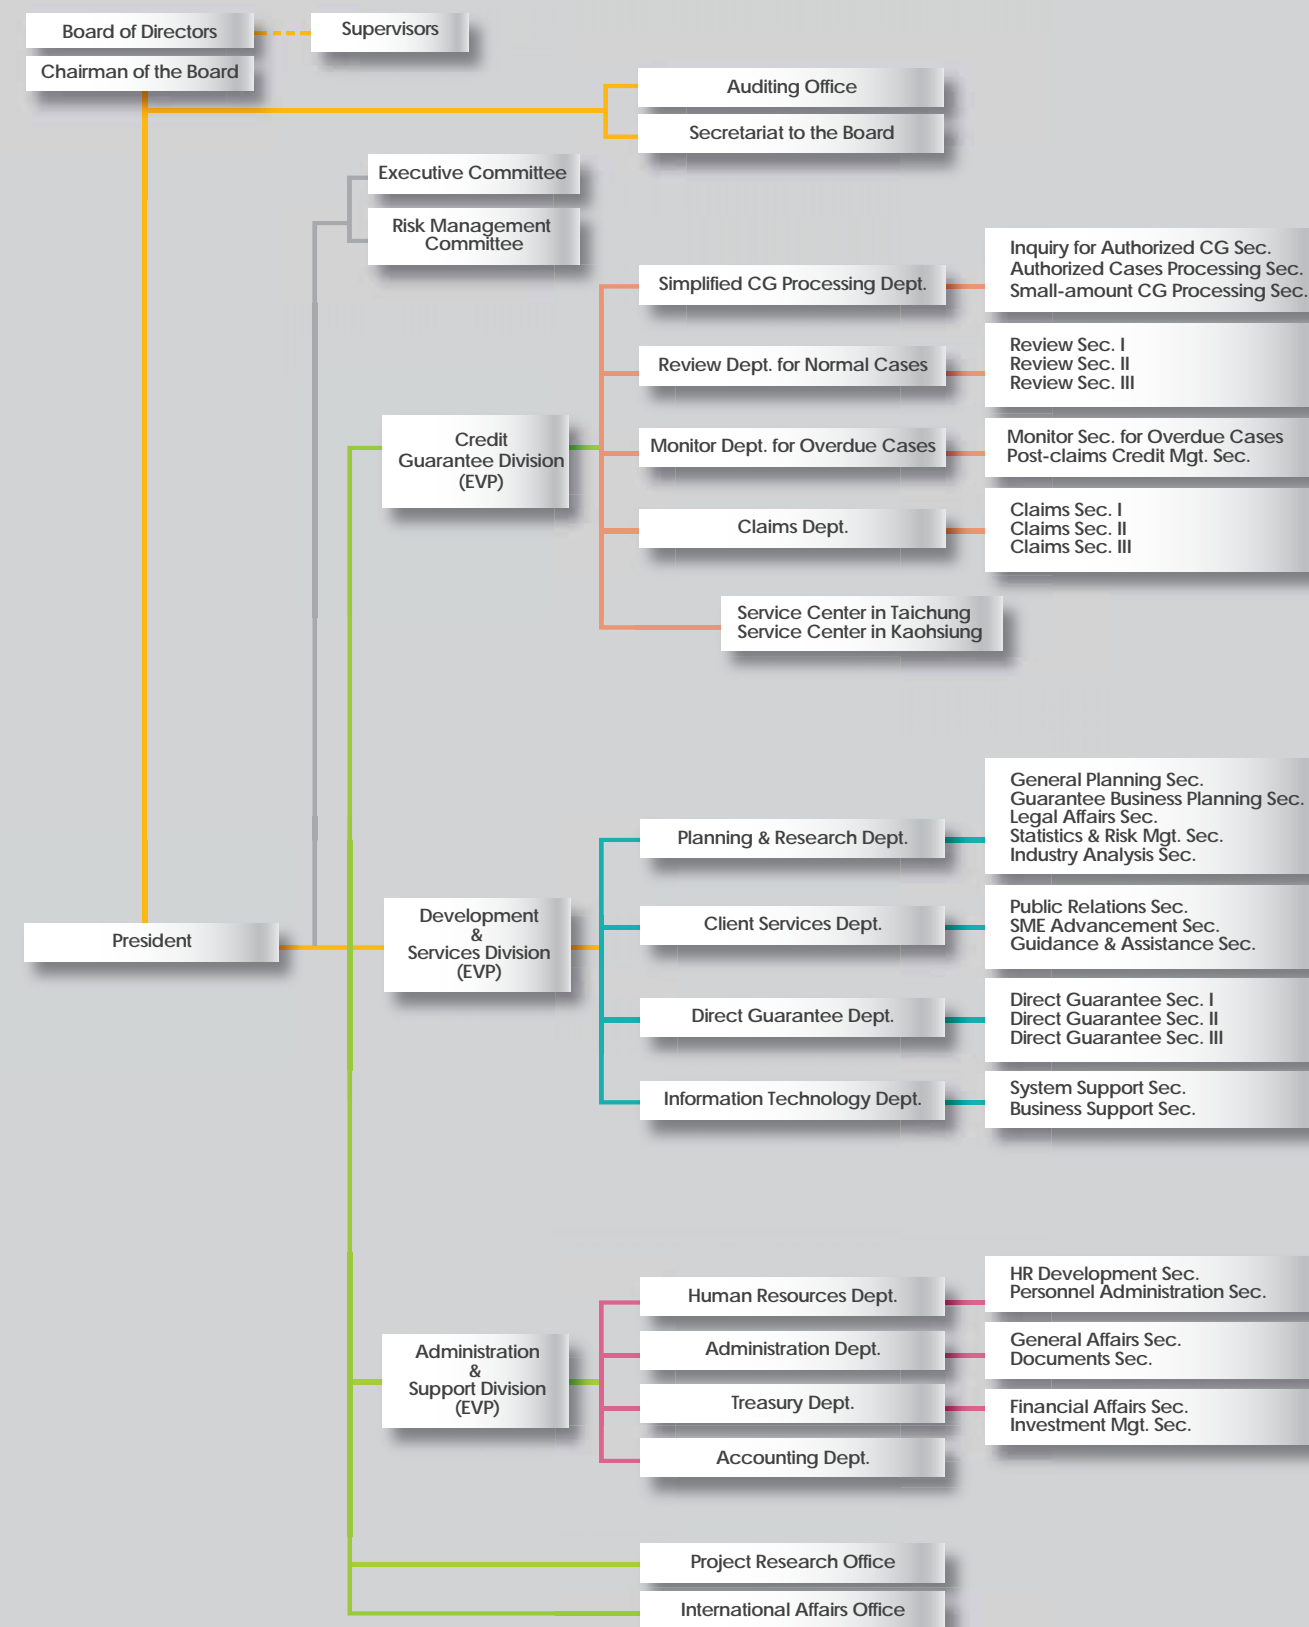 Board of Directors
Supervisors
Chairman of the Board
Auditing Office
Secretariat to the Board
Executive Committee
Risk Management
Committee
Simplified CG Processing Dept.
Inquiry for Authorized CG Sec.
Authorized Cases Processing Sec.
Small-amount CG Processing Sec.
Review Dept. for Normal Cases
Review Sec. I
Review Sec. II
Review Sec. III
Credit
Guarantee Division
(EVP)
Monitor Dept. for Overdue Cases
Monitor Sec. for Overdue Cases
Post-claims Credit Mgt. Sec.
Claims Dept.
Claims Sec. I
Claims Sec. II
Claims Sec. III
Service Center in Taichung
Service Center in Kaohsiung
Planning & Research Dept.
General Planning Sec.
Guarantee Business Planning Sec.
Legal Affairs Sec.
Statistics & Risk Mgt. Sec.
Industry Analysis Sec.
President
Development
&
Services Division
(EVP)
Client Services Dept.
Public Relations Sec.
SME Advancement Sec.
Guidance & Assistance Sec.
Direct Guarantee Dept.
Direct Guarantee Sec. I
Direct Guarantee Sec. II
Direct Guarantee Sec. III
Information Technology Dept.
System Support Sec.
Business Support Sec.
Human Resources Dept.
HR Development Sec.
Personnel Administration Sec.
Administration
&
Support Division
(EVP)
Administration Dept.
General Affairs Sec.
Documents Sec.
Treasury Dept.
Financial Affairs Sec.
Investment Mgt. Sec.
Accounting Dept.
Project Research Office
International Affairs Office